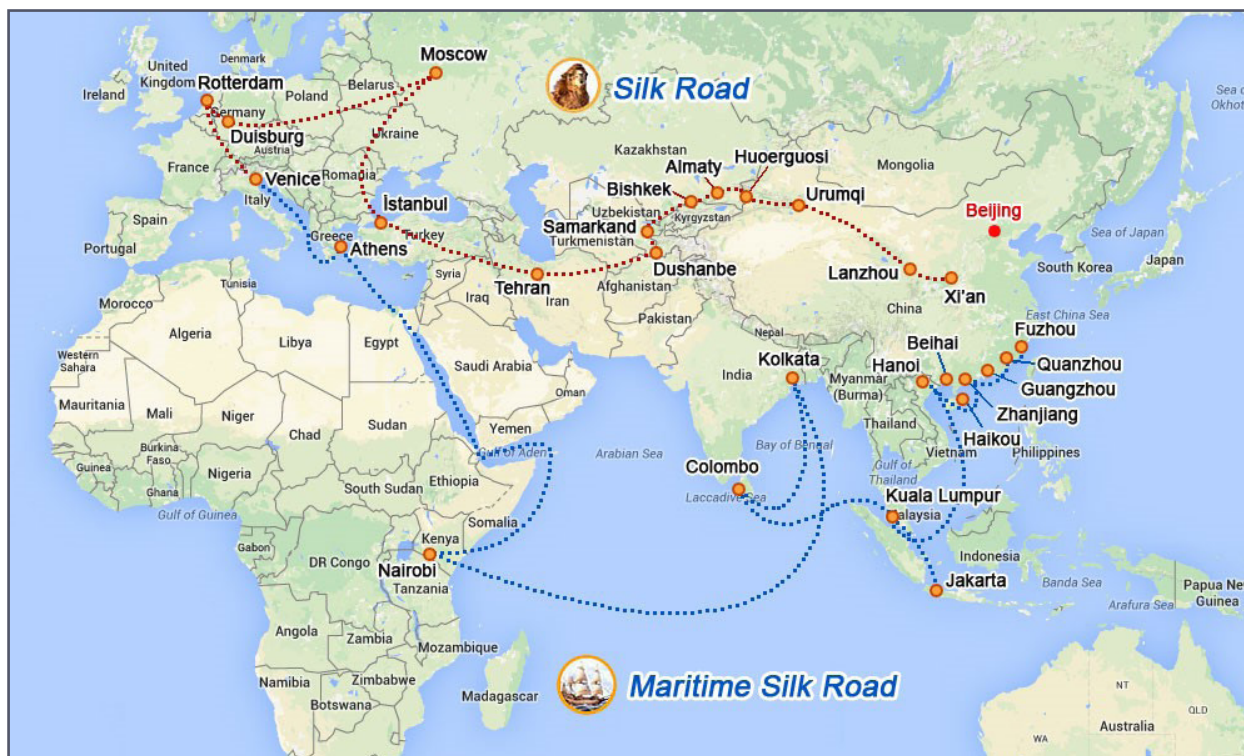 Moscow
Silk Road
Rotterdam
Duisburg
Venice
İstanbul
Athens
Tehran
Samarkand
Dushanbe
Bishkek
Almaty
Huoerguosi
Urumqi
Lanzhou
Xi'an
Beijing
Fuzhou
Quanzhou
Guangzhou
Zhanjiang
Haikou
Beihai
Hanoi
Kolkata
Colombo
Kuala Lumpur
Jakarta
Nairobi
Maritime Silk Road
United
Kingdom
Ireland
Denmark
Germany
Poland
Belarus
Ukraine
Austria
France
Romania
Italy
Spain
Portugal
Greece
Turkey
Syria
Iraq
Iran
Tunisia
Morocco
Algeria
Libya
Egypt
Western
Sahara
Mauritania
Mali
Niger
Chad
Sudan
Burkina
Faso
Guinea
Ghana
Nigeria
Gulf of Guinea
South Sudan
Ethiopia
Somalia
Kenya
Gabon
DR Congo
Tanzania
Angola
Zambia
Mozambique
Namibia
Zimbabwe
Botswana
Madagascar
Saudi Arabia
Oman
Yemen
Gulf of Aden
Arabian Sea
Kazakhstan
Uzbekistan
Kyrgyzstan
Turkmenistan
Afghanistan
Pakistan
Nepal
India
Mongolia
China
Myanmar
(Burma)
Thailand
Vietnam
Bay of Bengal
Laccadive Sea
Gulf of
Thailand
Malaysia
Indonesia
Philippines
South Korea
Japan
Sea of Japan
East China Sea
Sea of
Okhot
Banda Sea
Arafura Sea
Papua New
Guinea
Australia
NT
QLD
WA